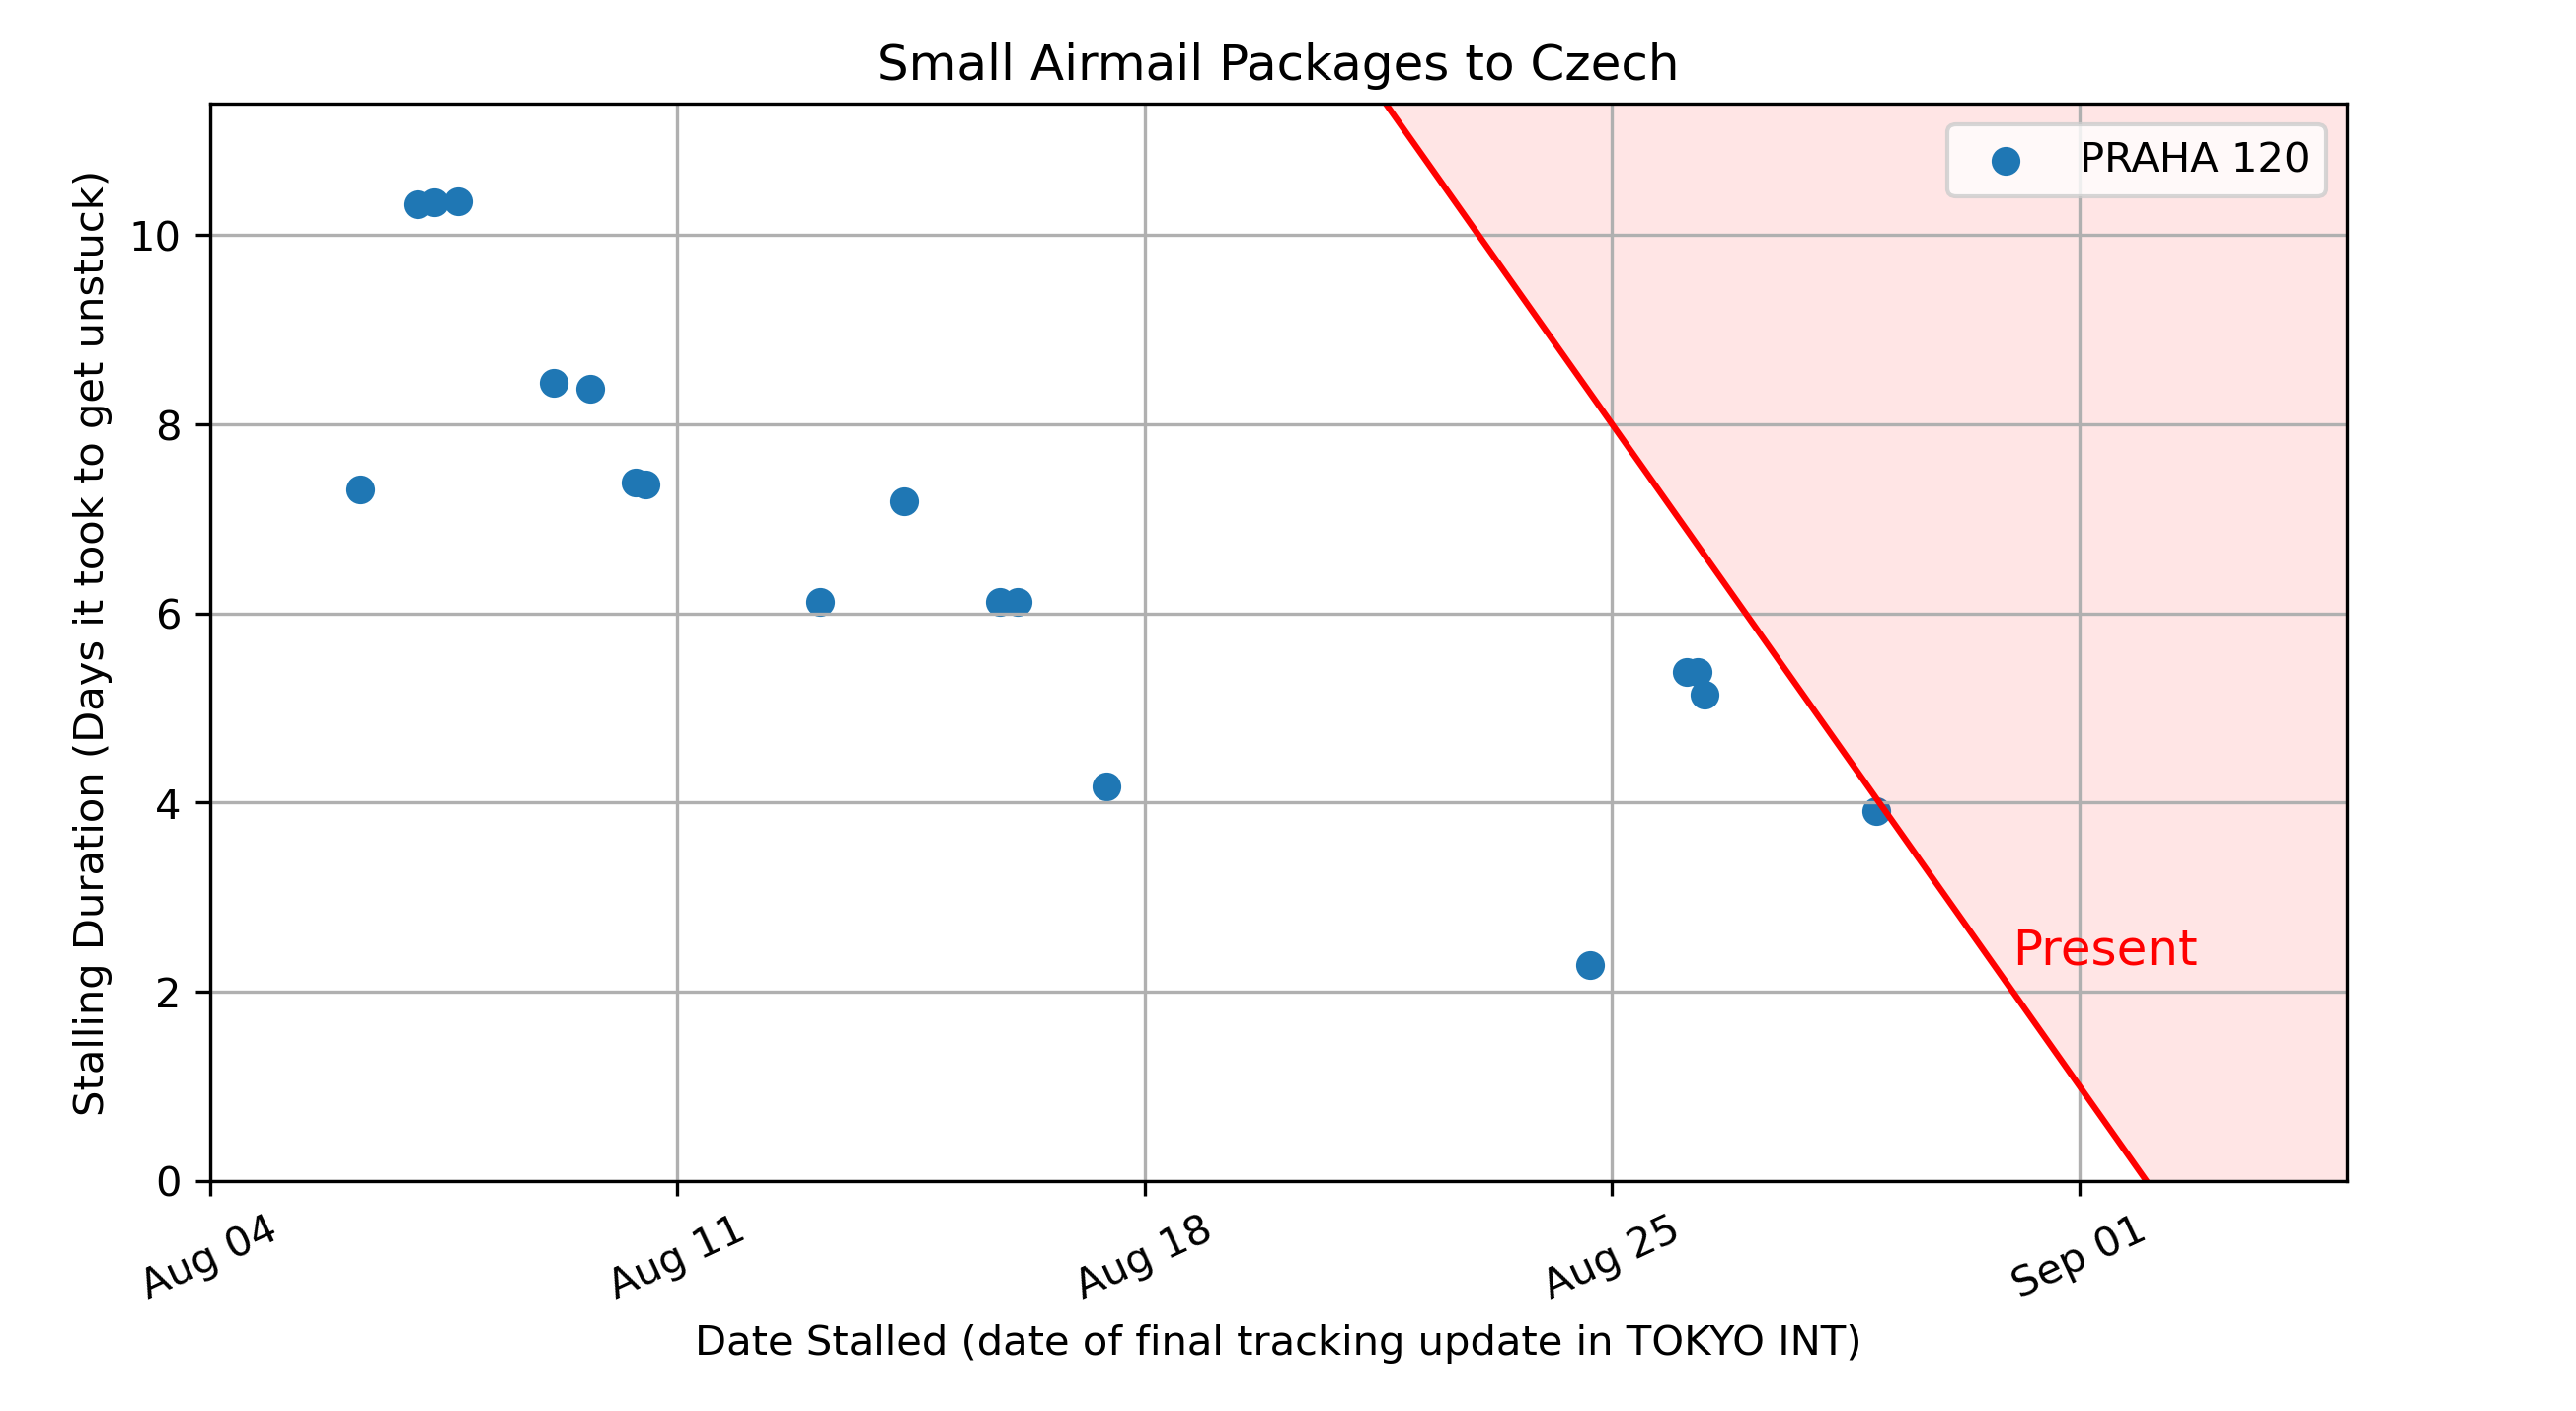 Small Airmail Packages to Czech
PRAHA 120
Stalling Duration (Days it took to get unstuck)
10
8
6
4
2
0
Present
Aug 04
Aug 11
Aug 18
Aug 25
Sep 01
Date Stalled (date of final tracking update in TOKYO INT)